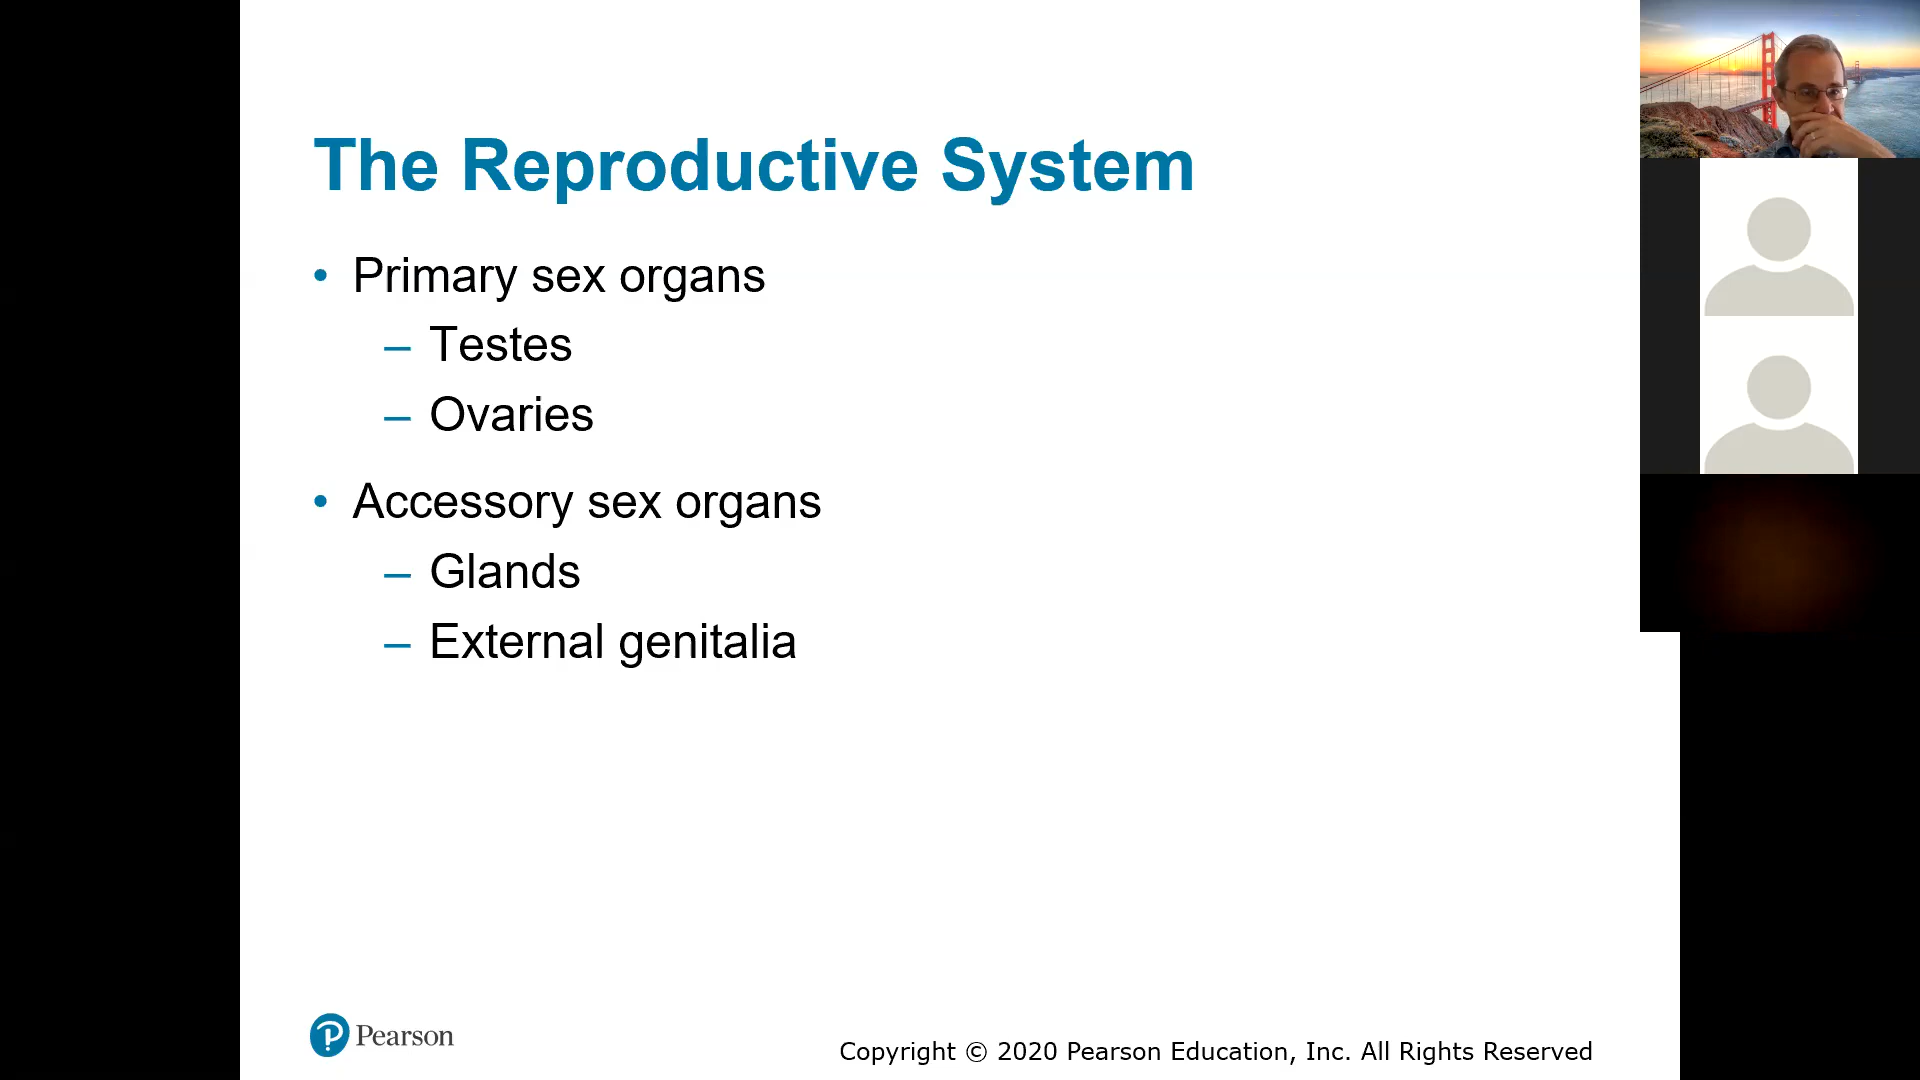 The Reproductive System
• Primary sex organs
– Testes
– Ovaries
• Accessory sex organs
– Glands
– External genitalia
Pearson
Copyright © 2020 Pearson Education, Inc. All Rights Reserved